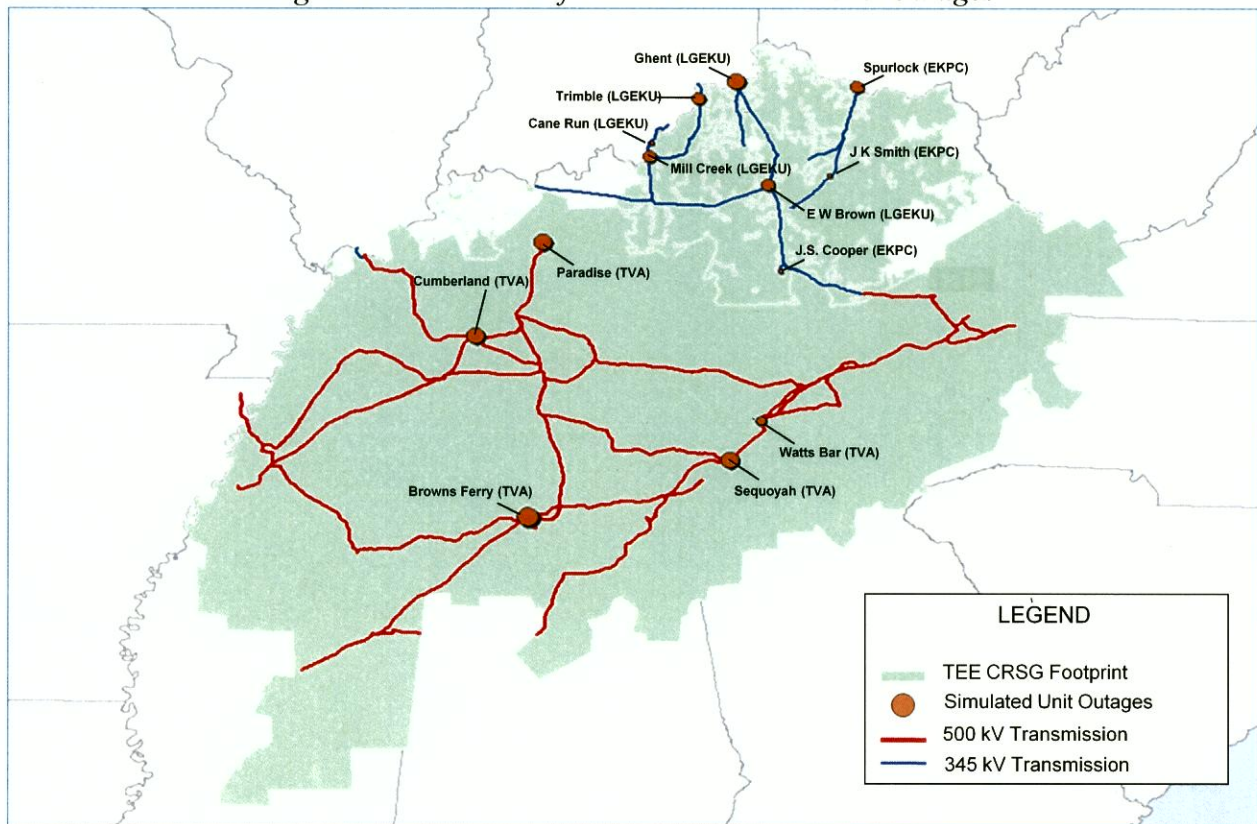 Ghent (LGEKU)
Spurlock (EKPC)
Trimble (LGEKU)
Cane Run (LGEKU)
J K Smith (EKPC)
Mill Creek (LGEKU)
E W Brown (LGEKU)
J.S. Cooper (EKPC)
Paradise (TVA)
Cumberland (TVA)
Watts Bar (TVA)
Sequoyah (TVA)
Browns Ferry (TVA)
LEGEND
TEE CRSG Footprint
Simulated Unit Outages
500 kV Transmission
345 kV Transmission